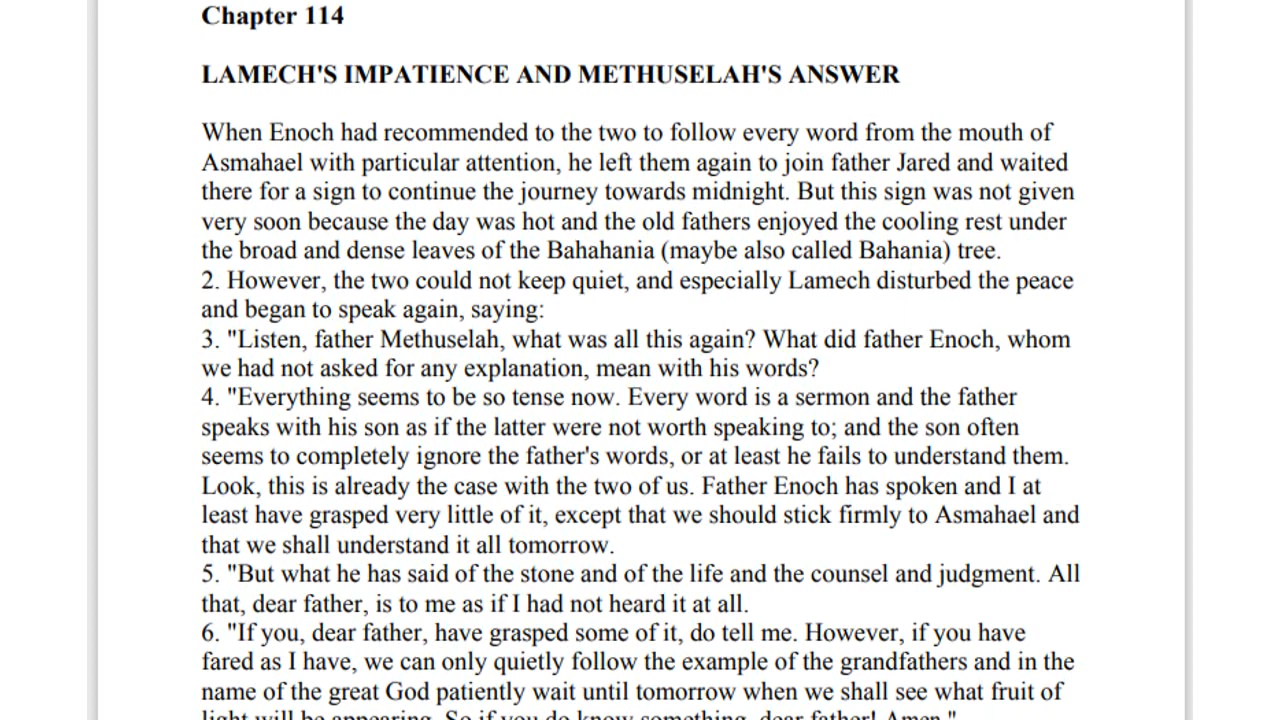 Chapter 114
LAMECH'S IMPATIENCE AND METHUSELAH'S ANSWER
When Enoch had recommended to the two to follow every word from the mouth of
Asmahael with particular attention, he left them again to join father Jared and waited
there for a sign to continue the journey towards midnight. But this sign was not given
very soon because the day was hot and the old fathers enjoyed the cooling rest under
the broad and dense leaves of the Bahahania (maybe also called Bahania) tree.
2. However, the two could not keep quiet, and especially Lamech disturbed the peace
and began to speak again, saying:
3. "Listen, father Methuselah, what was all this again? What did father Enoch, whom
we had not asked for any explanation, mean with his words?
4. "Everything seems to be so tense now. Every word is a sermon and the father
speaks with his son as if the latter were not worth speaking to; and the son often
seems to completely ignore the father's words, or at least he fails to understand them.
Look, this is already the case with the two of us. Father Enoch has spoken and I at
least have grasped very little of it, except that we should stick firmly to Asmahael and
that we shall understand it all tomorrow.
5. "But what he has said of the stone and of the life and the counsel and judgment. All
that, dear father, is to me as if I had not heard it at all.
6. "If you, dear father, have grasped some of it, do tell me. However, if you have
fared as I have, we can only quietly follow the example of the grandfathers and in the
name of the great God patiently wait until tomorrow when we shall see what fruit of
light will be appearing. So if you do know something, dear father! Amen."